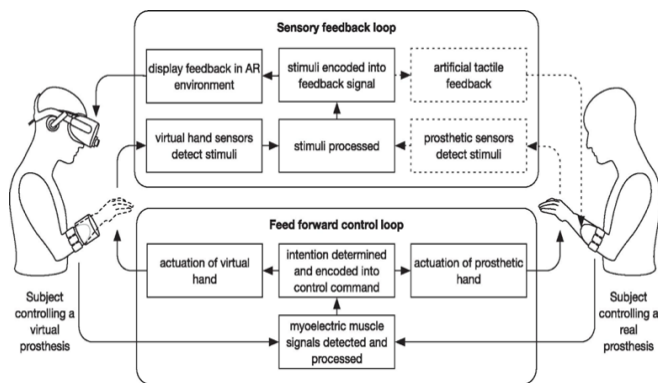 Sensory feedback loop
display feedback in AR
environment
stimuli encoded into
feedback signal
artificial tactile
feedback
virtual hand sensors
detect stimuli
stimuli processed
prosthetic sensors
detect stimuli
Feed forward control loop
actuation of virtual
hand
intention determined
and encoded into
control command
actuation of prosthetic
hand
myoelectric muscle
signals detected and
processed
Subject
controlling a
virtual
prosthesis
Subject
controlling a
real
prosthesis